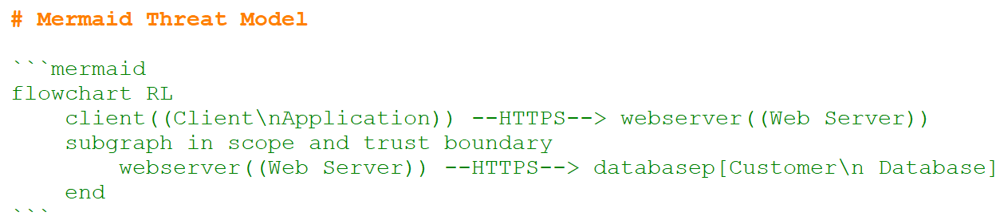 # Mermaid Threat Model
```mermaid
flowchart RL
    client((Client\nApplication)) --HTTPS--> webserver((Web Server))
    subgraph in scope and trust boundary
        webserver((Web Server)) --HTTPS--> databasep[Customer\n Database]
    end
```